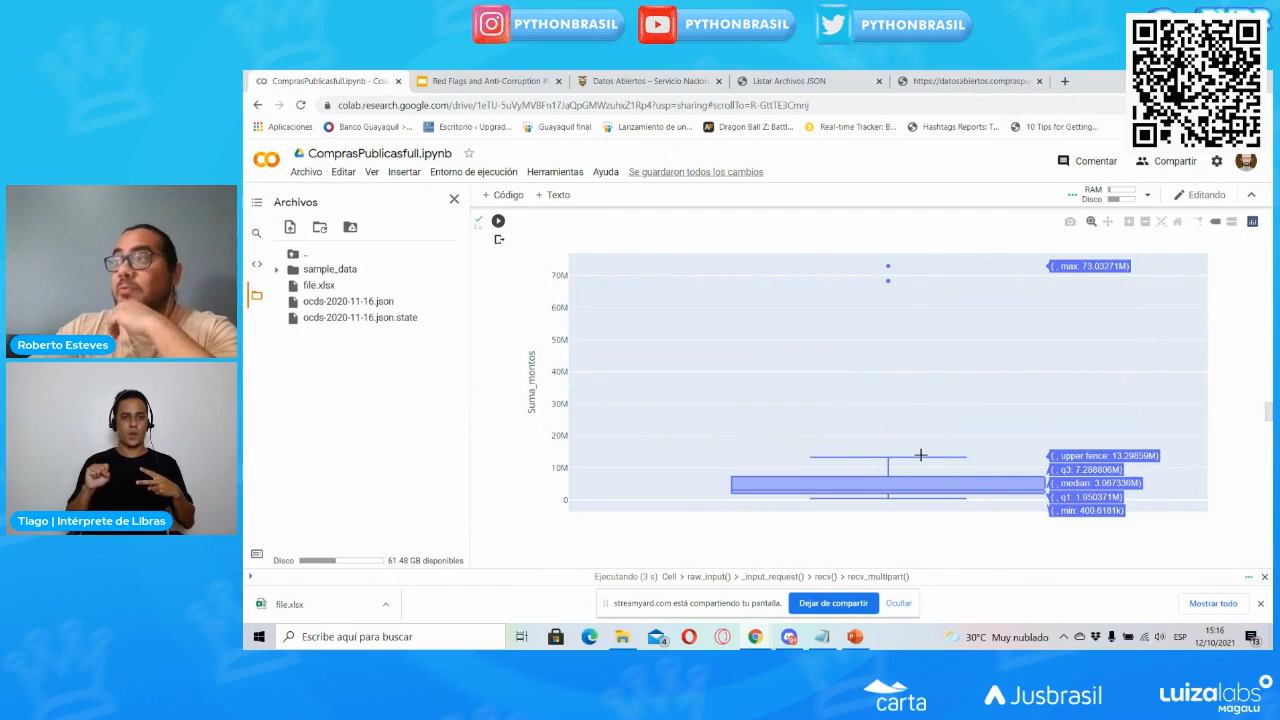 PYTHONBRASIL
PYTHONBRASIL
PYTHONBRASIL
ComprasPublicasfull.ipynb - Cola
Red Flags and Anti-Corruption #
Datos Abiertos – Servicio Nacion
Listar Archivos JSON
https://datosabiertos.compraspu
colab.research.google.com/drive/
?usp=sharing#scrollTo=R-GttTE3Cmnj
Aplicaciones
Banco Guayaquil >...
Escritorio ‹ Upgrad...
Guayaquil final
Lanzamiento de un...
Dragon Ball Z: Battl...
Real-time Tracker: B...
Hashtags Reports: T...
10 Tips for Getting...
ComprasPublicasfull.ipynb
Comentar
Compartir
Archivo Editar Ver Insertar Entorno de ejecución Herramientas Ayuda Se guardaron todos los cambios
Archivos
+ Código + Texto
RAM
Disco
Editando
..
sample_data
file.xlsx
ocds-2020-11-16.json
ocds-2020-11-16.json.state
Suma_montos
70M
60M
50M
40M
30M
20M
10M
0
( , max: 73.03271M)
( , upper fence: 13.29859M)
( , q3: 7.288806M)
( , median: 3.067336M)
( , q1: 1.950371M)
( , min: 400.6181k)
Roberto Esteves
Tiago | Intérprete de Libras
Disco
61.48 GB disponibles
Ejecutando (3 s) Cell > raw_input() > _input_request() > recv() > recv_multipart()
file.xlsx
streamyard.com está compartiendo tu pantalla.
Dejar de compartir
Ocultar
Mostrar todo
Escribe aquí para buscar
4
30°C Muy nublado
ESP
15:16
12/10/2021
13
carta
Jusbrasil
luizalabs
MAGALU